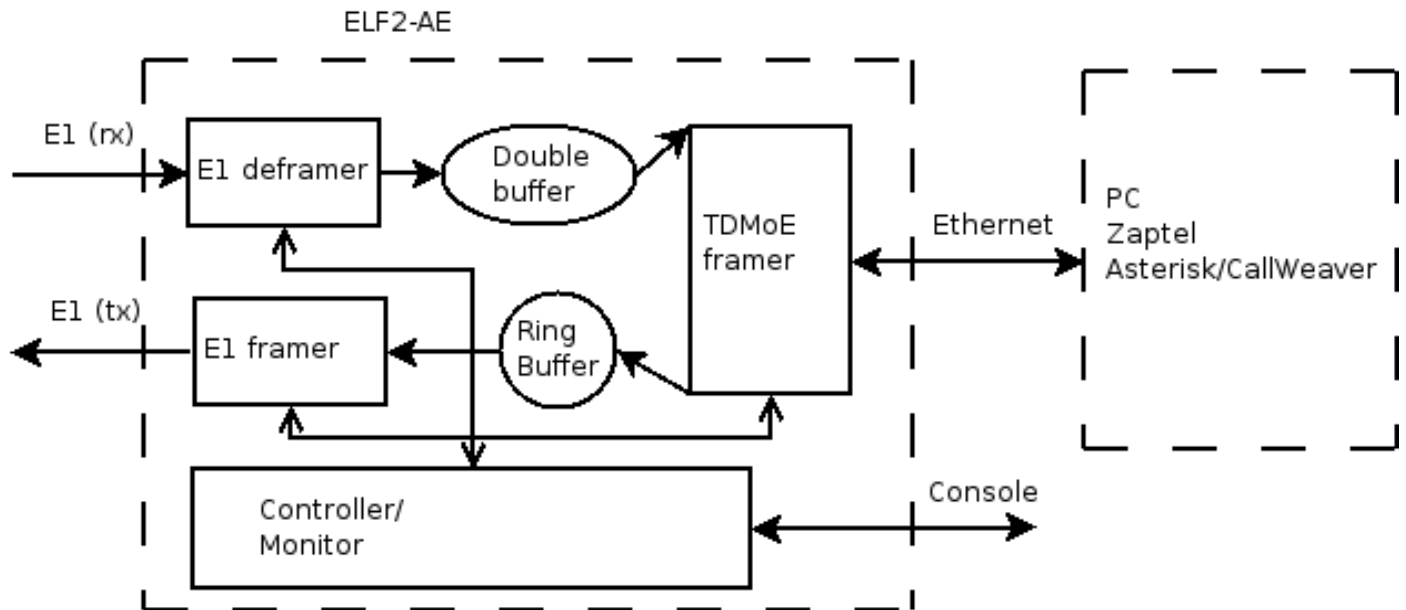 ELF2-AE
E1 (rx)
E1 deframer
Double
buffer
TDMoE
framer
Ethernet
PC
Zaptel
Asterisk/CallWeaver
E1 (tx)
E1 framer
Ring
Buffer
Controller/
Monitor
Console